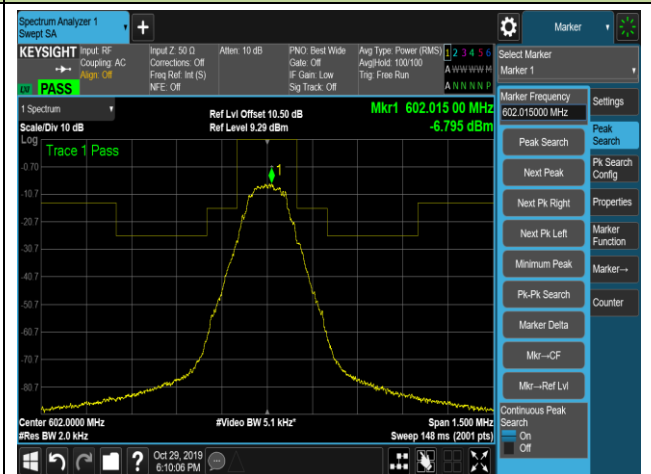 Spectrum Analyzer 1
Swept SA
Marker
KEYSIGHT
Input: RF
Coupling: AC
Align: Off
Input Z: 50 Ω
Corrections: Off
Freq Ref: Int (S)
NFE: Off
Atten: 10 dB
PNO: Best Wide
Gate: Off
IF Gain: Low
Sig Track: Off
Avg Type: Power (RMS)
Avg|Hold: 100/100
Trig: Free Run
1 2 3 4 5 6
A W W W W M
A N N N N P
LXI
PASS
Select Marker
Marker 1
1 Spectrum
Scale/Div 10 dB
Log
Ref Lvl Offset 10.50 dB
Ref Level 9.29 dBm
Mkr1 602.015 00 MHz
-6.795 dBm
Trace 1 Pass
1
-0.70
-10.7
-20.7
-30.7
-40.7
-50.7
-60.7
-70.7
-80.7
Center 602.0000 MHz
#Res BW 2.0 kHz
#Video BW 5.1 kHz*
Span 1.500 MHz
Sweep 148 ms (2001 pts)
Marker Frequency
602.015000 MHz
Peak Search
Next Peak
Next Pk Right
Next Pk Left
Minimum Peak
Pk-Pk Search
Marker Delta
Mkr→CF
Mkr→Ref Lvl
Continuous Peak
Search
On
Off
Settings
Peak
Search
Pk Search
Config
Properties
Marker
Function
Marker→
Counter
Oct 29, 2019
6:10:06 PM